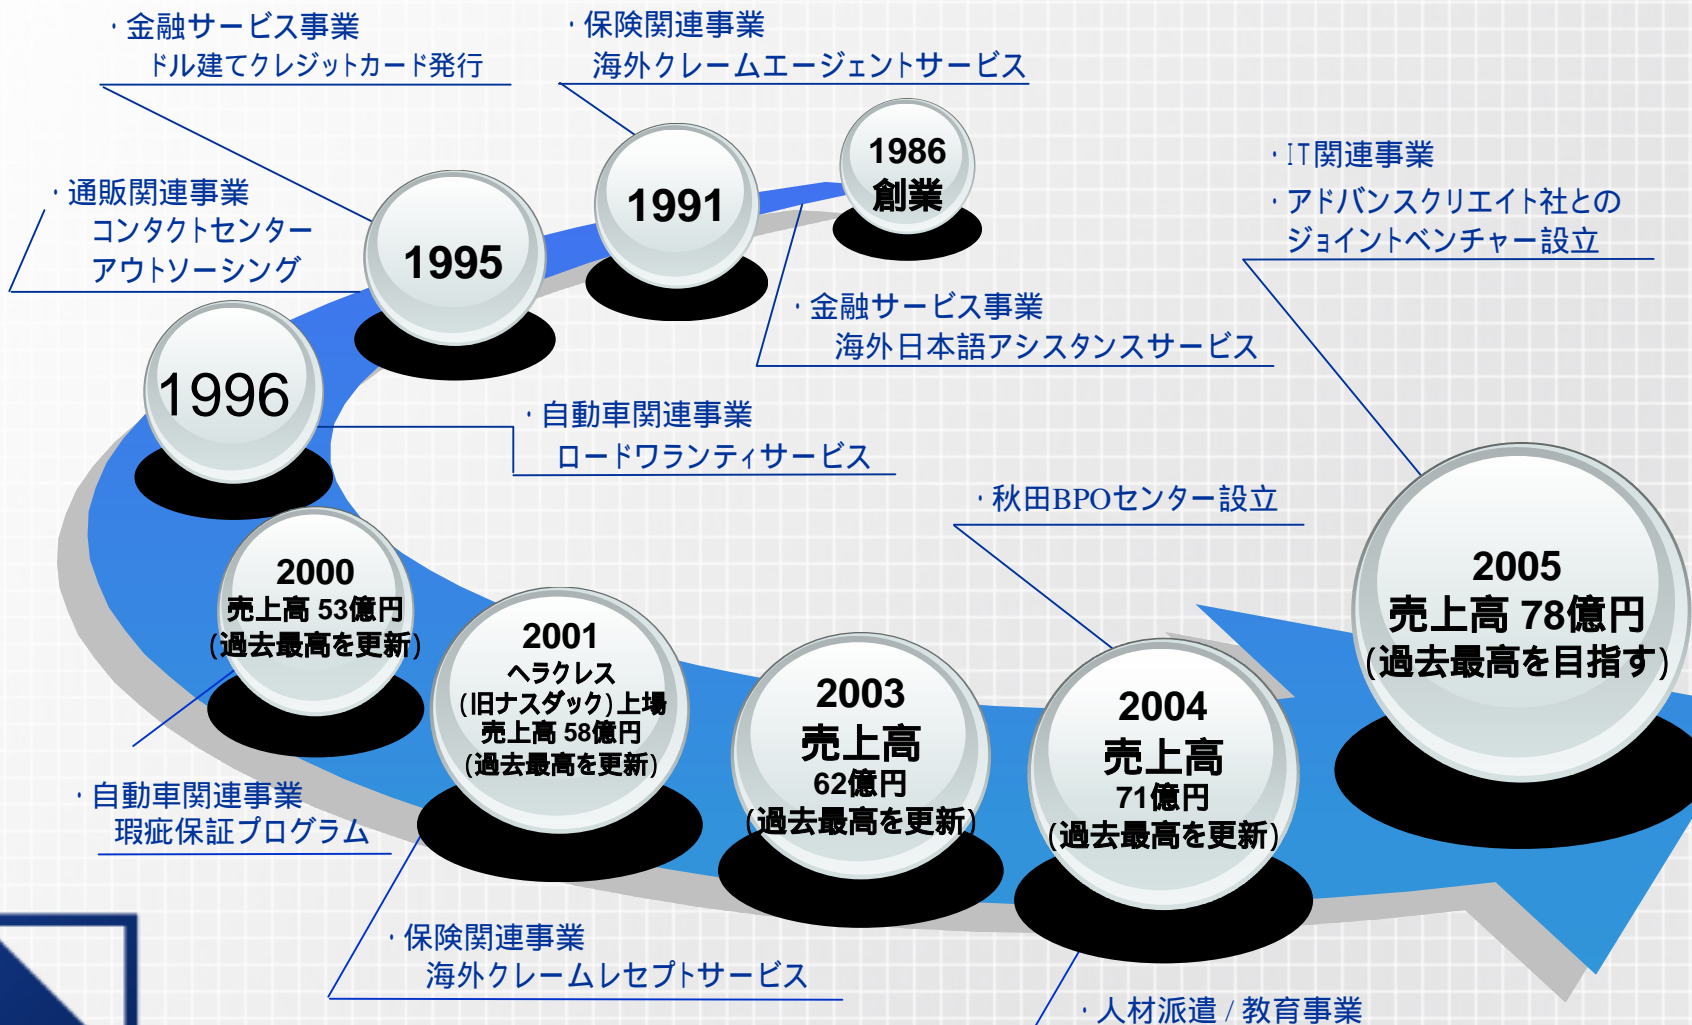 ・金融サービス事業
ドル建てクレジットカード発行
・保険関連事業
海外クレームエージェントサービス
1986
創業
・IT関連事業
・アドバンスクリエイト社との
ジョイントベンチャー設立
・通販関連事業
コンタクトセンター
アウトソーシング
1995
1991
・金融サービス事業
海外日本語アシスタンスサービス
1996
・自動車関連事業
ロードワランティサービス
・秋田BPOセンター設立
2000
売上高 53億円
(過去最高を更新)
2001
ヘラクレス
(旧ナスダック)上場
売上高 58億円
(過去最高を更新)
2003
売上高
62億円
(過去最高を更新)
2004
売上高
71億円
(過去最高を更新)
2005
売上高 78億円
(過去最高を目指す)
・自動車関連事業
瑕疵保証プログラム
・保険関連事業
海外クレームレセプトサービス
・人材派遣 / 教育事業